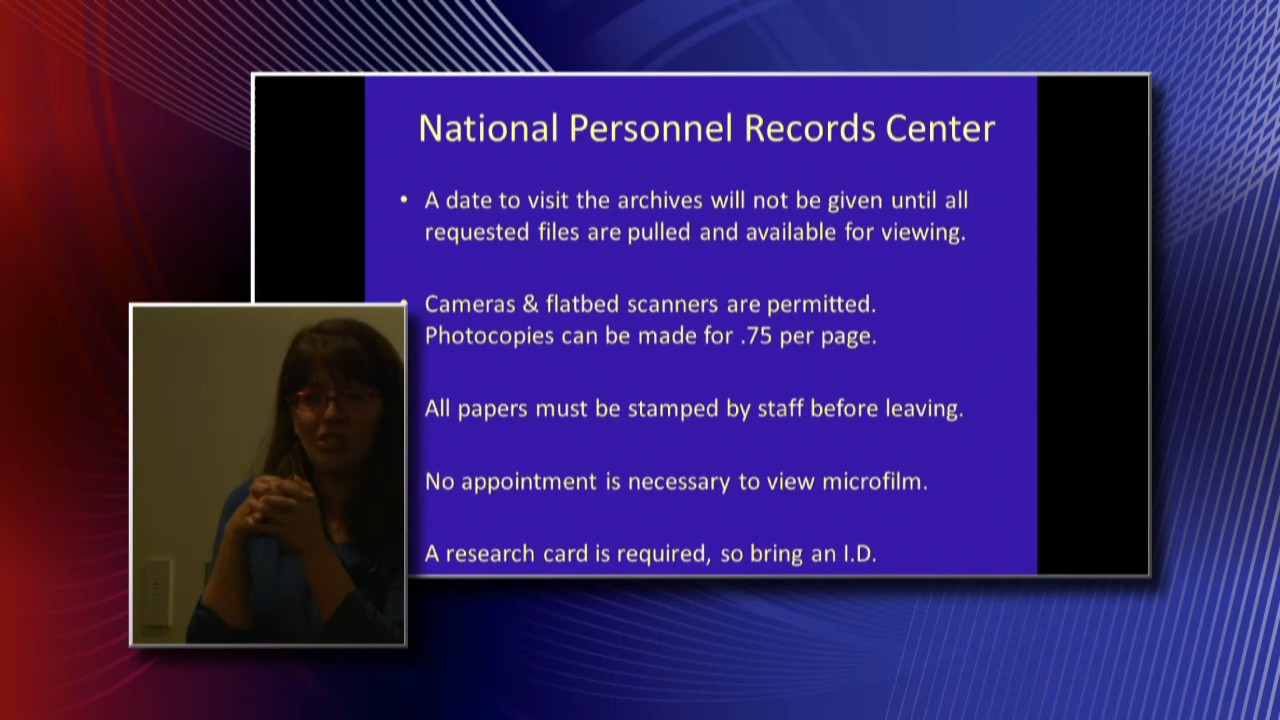 National Personnel Records Center
• A date to visit the archives will not be given until all
requested files are pulled and available for viewing.
• Cameras & flatbed scanners are permitted.
Photocopies can be made for .75 per page.
All papers must be stamped by staff before leaving.
No appointment is necessary to view microfilm.
A research card is required, so bring an I.D.